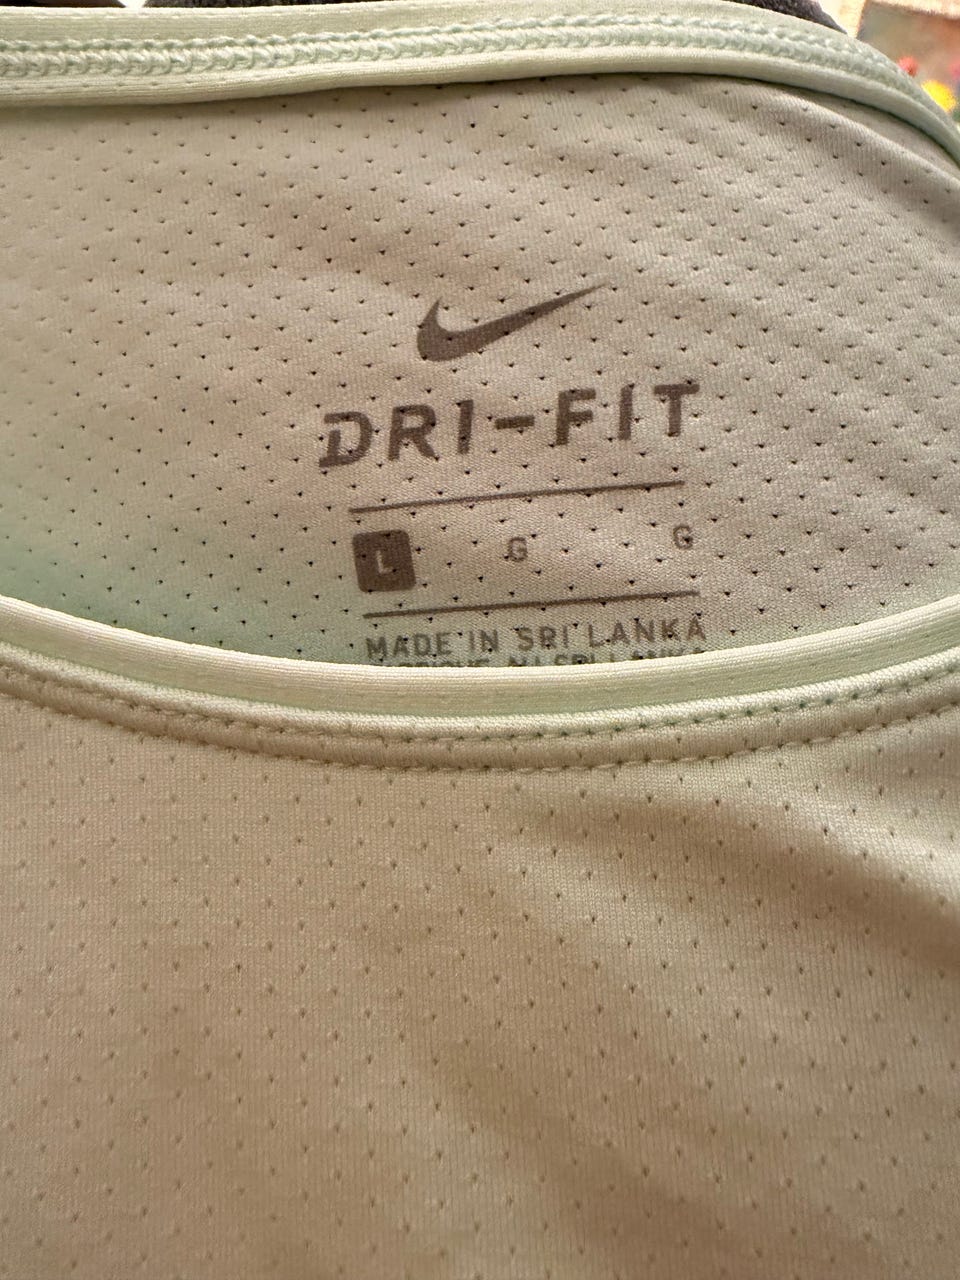 DRI-FIT
L G G
MADE IN SRI LANKA